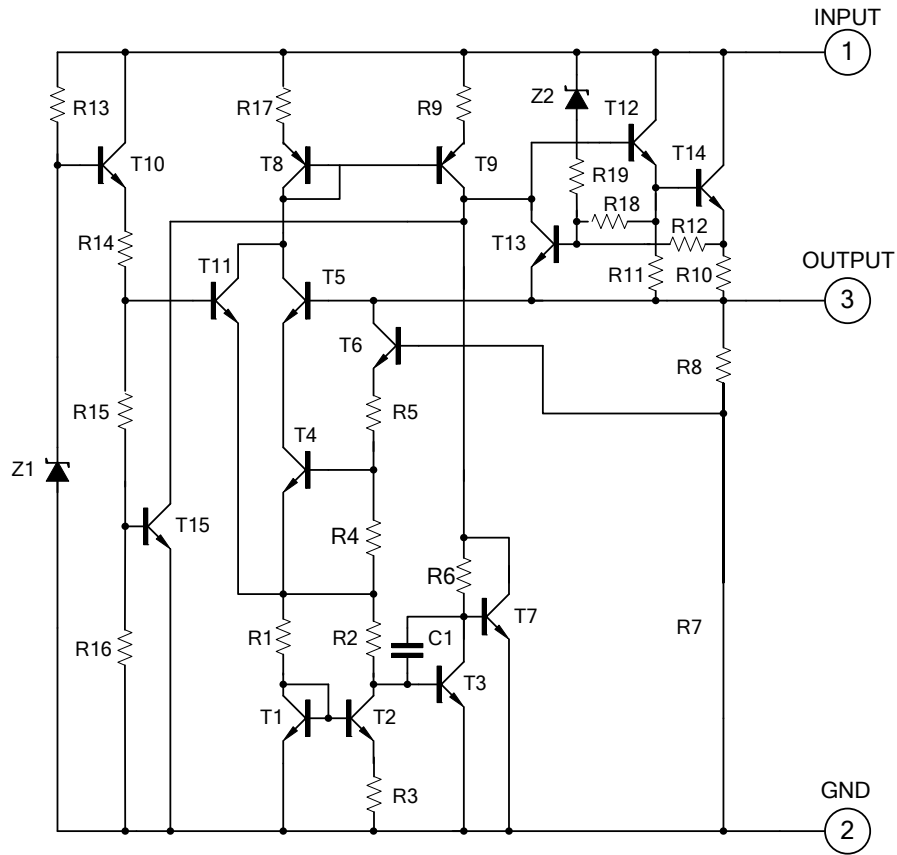 INPUT
1
R13
R17
R9
Z2
T12
T10
T8
T9
T14
R19
R18
R14
T13
R12
T11
T5
R11
R10
OUTPUT
3
T6
R8
R15
R5
T4
Z1
T15
R4
R6
R1
R2
C1
T7
R7
R16
T3
T1
T2
R3
GND
2